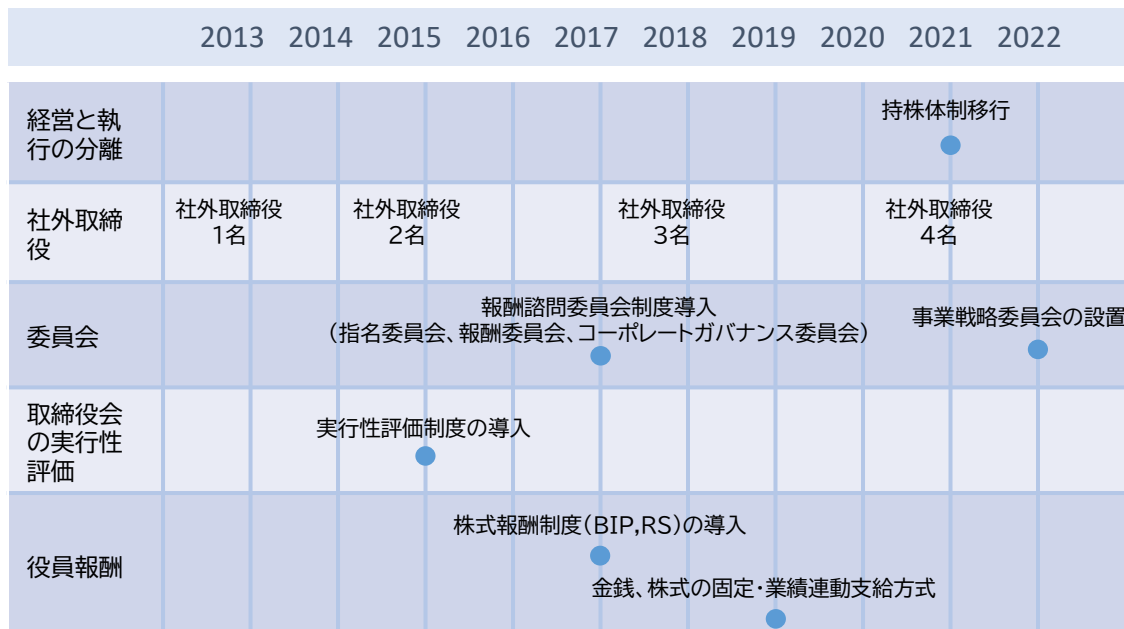 2013 2014 2015 2016 2017 2018 2019 2020 2021 2022
経営と執
行の分離
持株体制移行
社外取締
役
社外取締役
1名
社外取締役
2名
社外取締役
3名
社外取締役
4名
委員会
報酬諮問委員会制度導入
（指名委員会、報酬委員会、コーポレートガバナンス委員会）
事業戦略委員会の設置
取締役会
の実行性
評価
実行性評価制度の導入
役員報酬
株式報酬制度（BIP,RS）の導入
金銭、株式の固定・業績連動支給方式